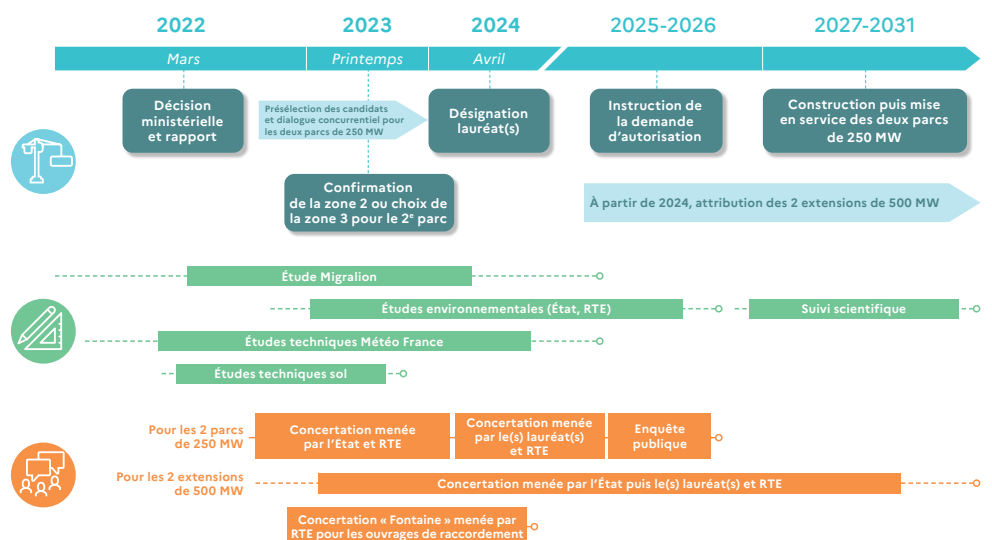 2022
2023
2024
2025-2026
2027-2031
Mars
Printemps
Avril
Décision
ministérielle
et rapport
Présélection des candidats
et dialogue concurrentiel pour
les deux parcs de 250 MW
Désignation
lauréat(s)
Instruction de
la demande
d'autorisation
Construction puis mise
en service des deux parcs
de 250 MW
Confirmation
de la zone 2 ou choix de
la zone 3 pour le 2ᵉ parc
À partir de 2024, attribution des 2 extensions de 500 MW
Étude Migralion
Études environnementales (État, RTE)
Suivi scientifique
Études techniques Météo France
Études techniques sol
Pour les 2 parcs
de 250 MW
Concertation menée
par l'État et RTE
Concertation menée
par le(s) lauréat(s)
et RTE
Enquête
publique
Pour les 2 extensions
de 500 MW
Concertation menée par l'État puis le(s) lauréat(s) et RTE
Concertation « Fontaine » menée par
RTE pour les ouvrages de raccordement